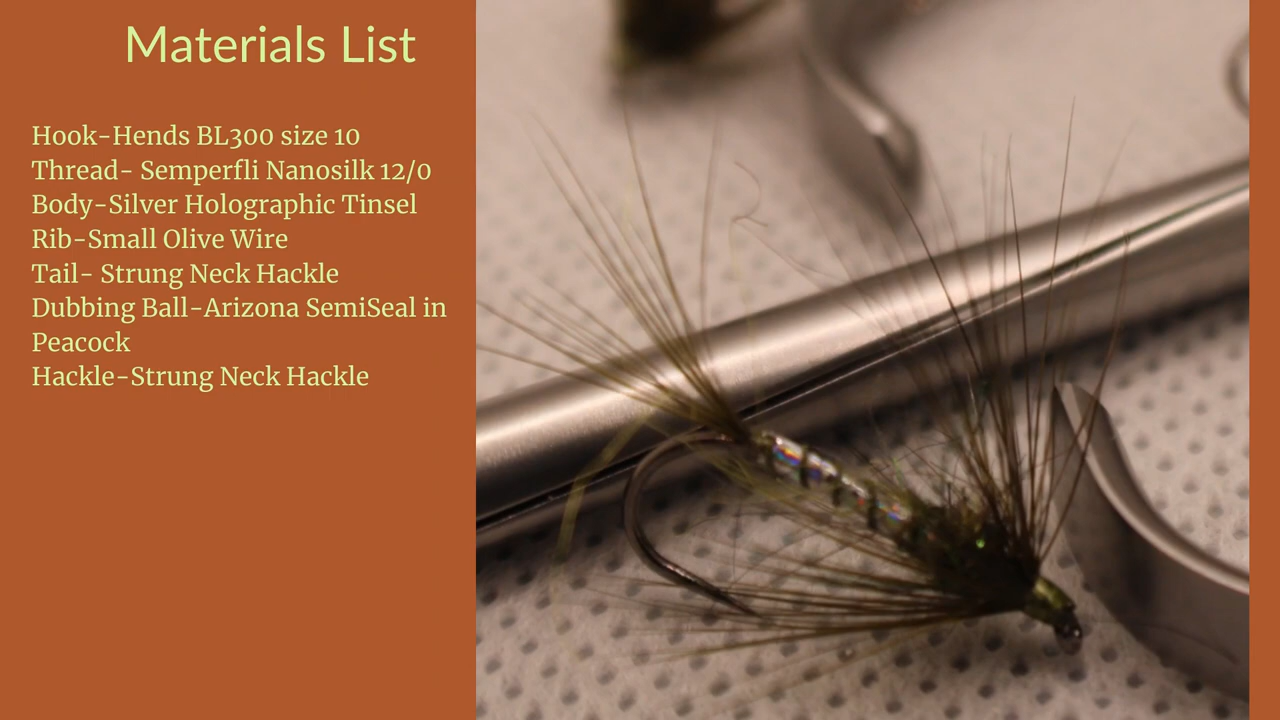 Materials List
Hook-Hends BL300 size 10
Thread- Semperfli Nanosilk 12/0
Body-Silver Holographic Tinsel
Rib-Small Olive Wire
Tail- Strung Neck Hackle
Dubbing Ball-Arizona SemiSeal in
Peacock
Hackle-Strung Neck Hackle